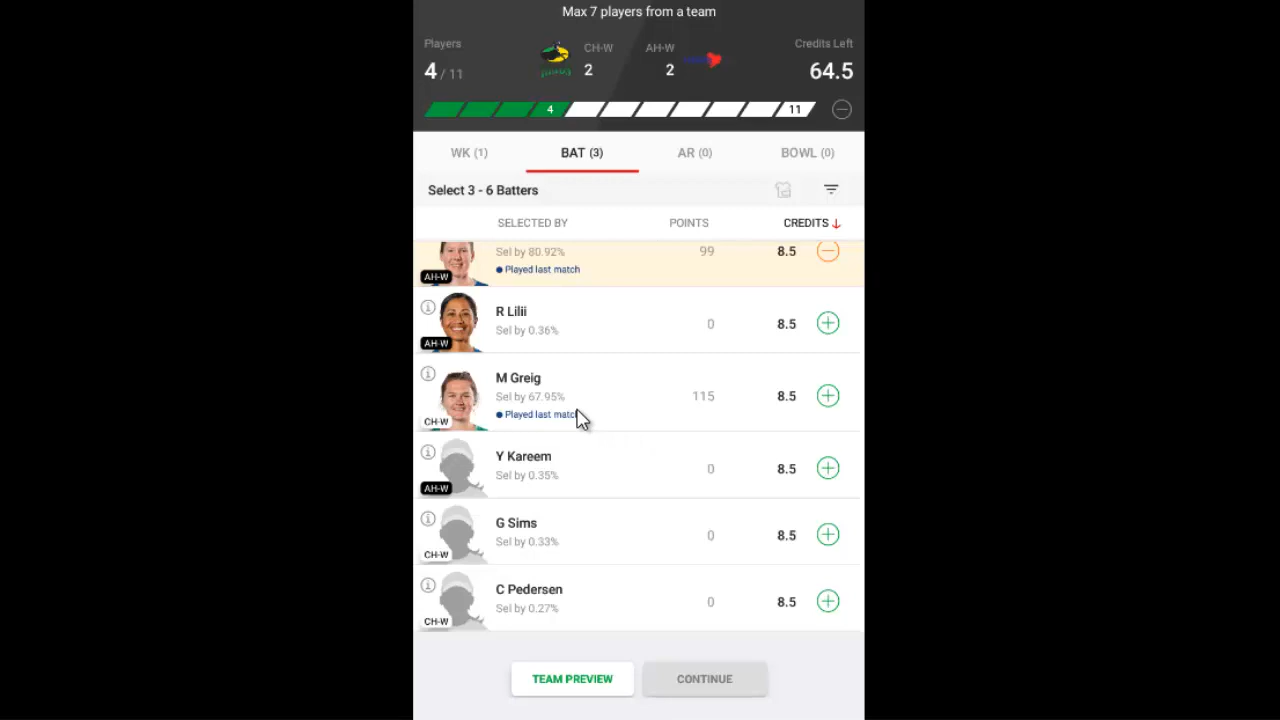 Max 7 players from a team
Players
CH-W
AH-W
Credits Left
4 / 11
2
2
64.5
4
11
WK (1)
BAT (3)
AR (0)
BOWL (0)
Select 3 - 6 Batters
SELECTED BY
POINTS
CREDITS
Sel by 80.92%
99
8.5
Played last match
AH-W
R Lilii
Sel by 0.36%
0
8.5
AH-W
M Greig
Sel by 67.95%
115
8.5
Played last match
CH-W
Y Kareem
Sel by 0.35%
0
8.5
AH-W
G Sims
Sel by 0.33%
0
8.5
CH-W
C Pedersen
Sel by 0.27%
0
8.5
CH-W
TEAM PREVIEW
CONTINUE